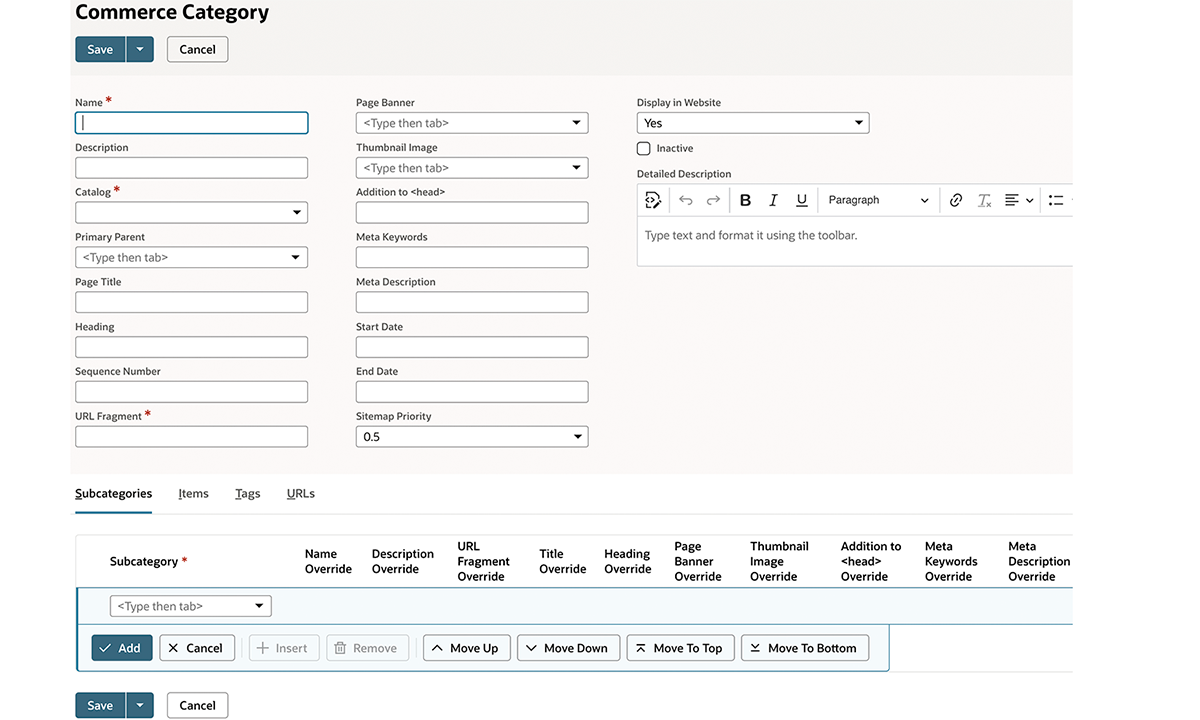 Commerce Category
Save
Cancel
Name *
Description
Catalog *
Primary Parent
<Type then tab>
Page Title
Heading
Sequence Number
URL Fragment *
Page Banner
<Type then tab>
Thumbnail Image
<Type then tab>
Addition to <head>
Meta Keywords
Meta Description
Start Date
End Date
Sitemap Priority
0.5
Display in Website
Yes
Inactive
Detailed Description
B I U Paragraph
Type text and format it using the toolbar.
Subcategories Items Tags URLs
Subcategory *
Name
Override
Description
Override
URL
Fragment
Override
Title
Override
Heading
Override
Page
Banner
Override
Thumbnail
Image
Override
Addition to
<head>
Override
Meta
Keywords
Override
Meta
Description
Override
<Type then tab>
Add Cancel Insert Remove Move Up Move Down Move To Top Move To Bottom
Save
Cancel